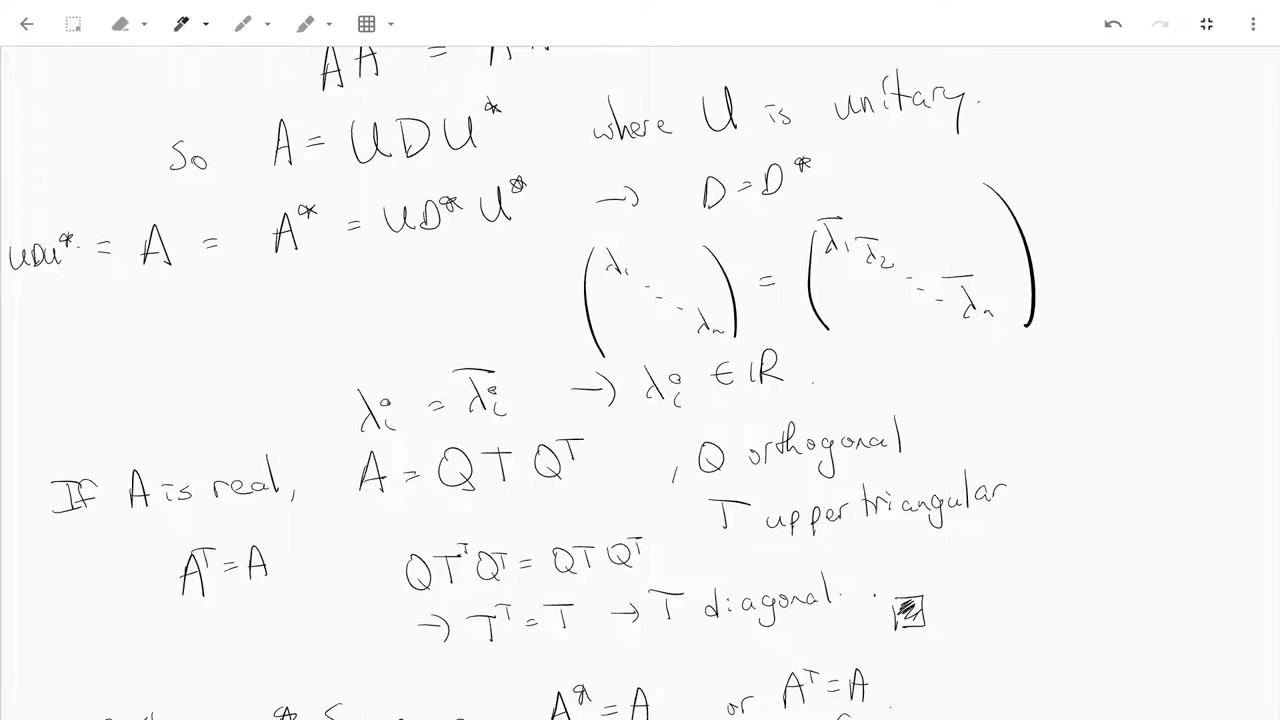 AA =
So A = UDU* where U is unitary.
UDU* = A = A* = UD*U* → D = D*
(λ₁ ⋱ λₙ) = (λ̄₁ λ̄₂ ⋱ λ̄ₙ)
λᵢ = λ̄ᵢ → λᵢ ∈ ℝ.
If A is real, A = QTQᵀ, Q orthogonal
T upper triangular
Aᵀ = A QTᵀQᵀ = QTQᵀ
→ Tᵀ = T → T diagonal.
A* = A or Aᵀ = A